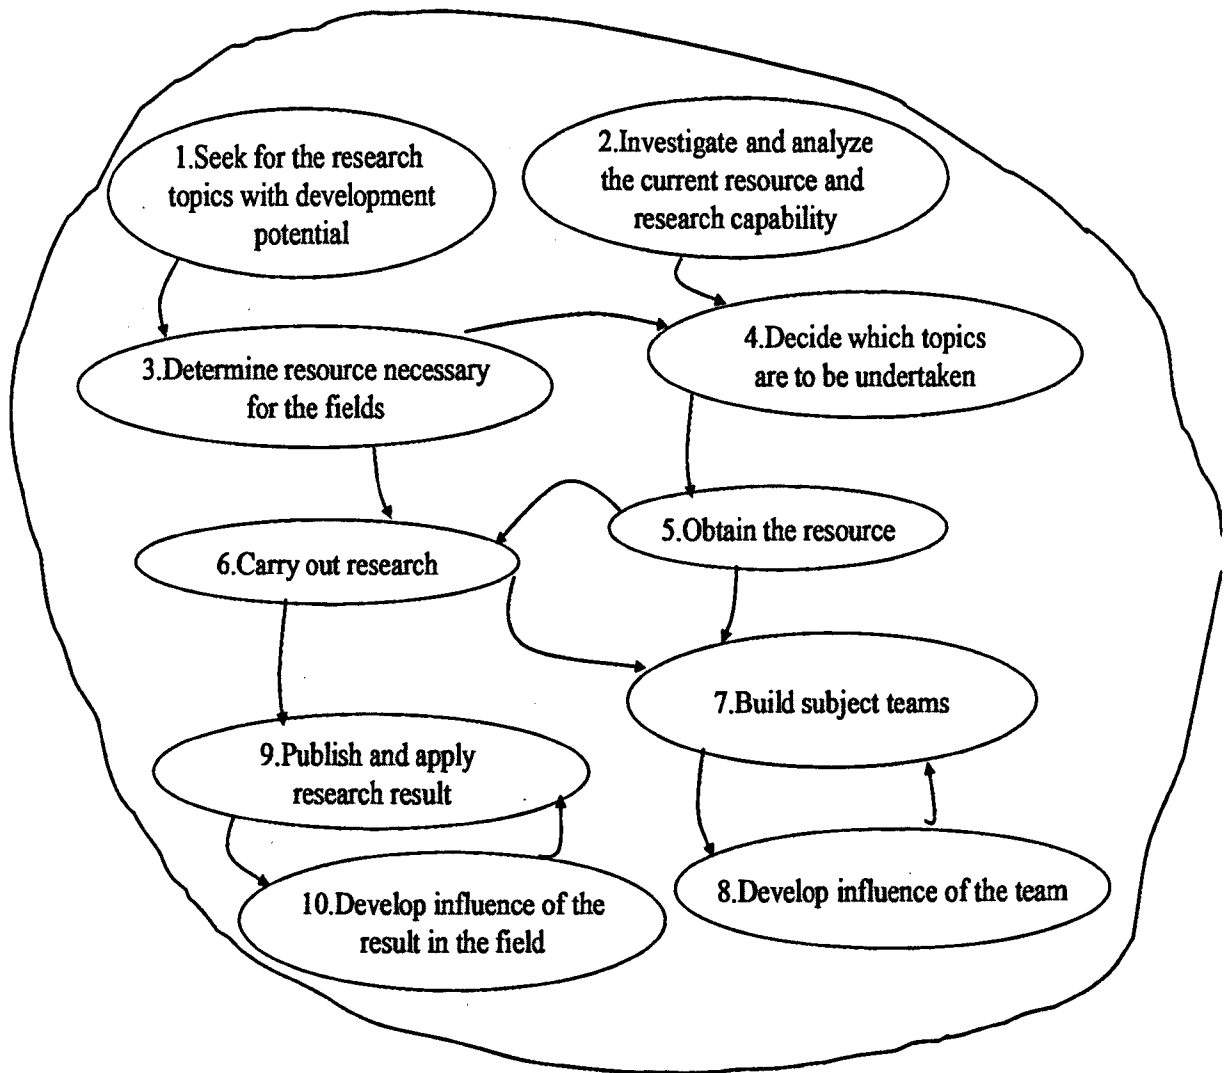 1.Seek for the research
topics with development
potential
2.Investigate and analyze
the current resource and
research capability
3.Determine resource necessary
for the fields
4.Decide which topics
are to be undertaken
5.Obtain the resource
6.Carry out research
7.Build subject teams
9.Publish and apply
research result
8.Develop influence of the team
10.Develop influence of the
result in the field